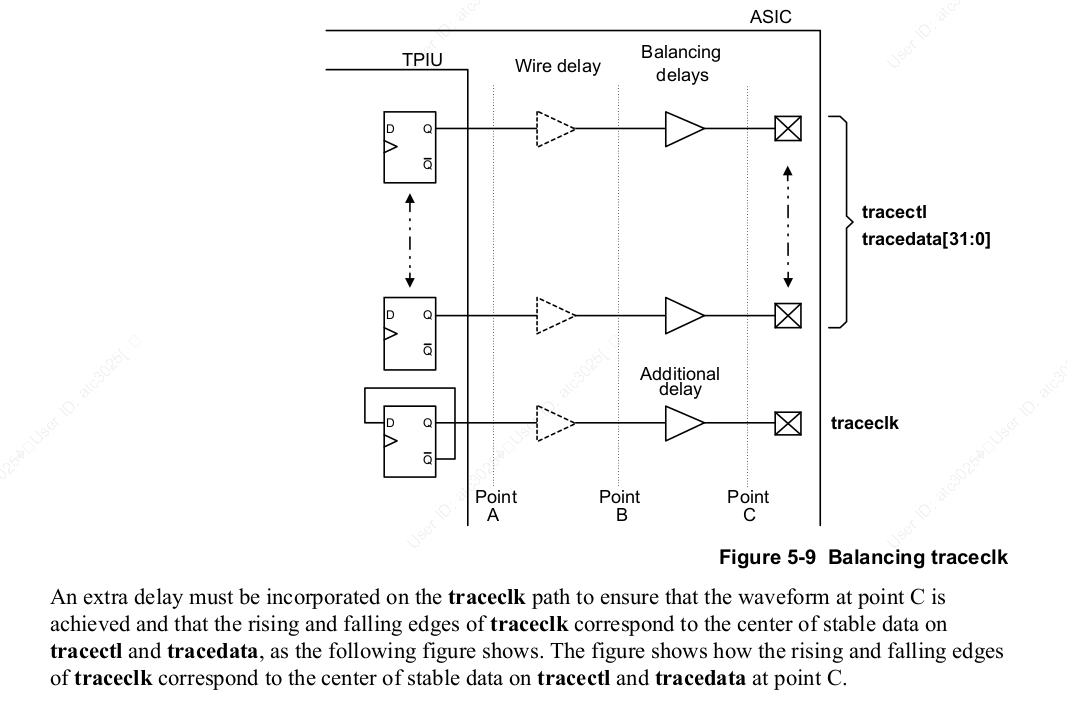 ASIC
TPIU
Wire delay
Balancing
delays
D Q
Q
tracectl
tracedata[31:0]
D Q
Q
Additional
delay
D Q
Q
traceclk
Point
A
Point
B
Point
C
Figure 5-9 Balancing traceclk
An extra delay must be incorporated on the traceclk path to ensure that the waveform at point C is
achieved and that the rising and falling edges of traceclk correspond to the center of stable data on
tracectl and tracedata, as the following figure shows. The figure shows how the rising and falling edges
of traceclk correspond to the center of stable data on tracectl and tracedata at point C.